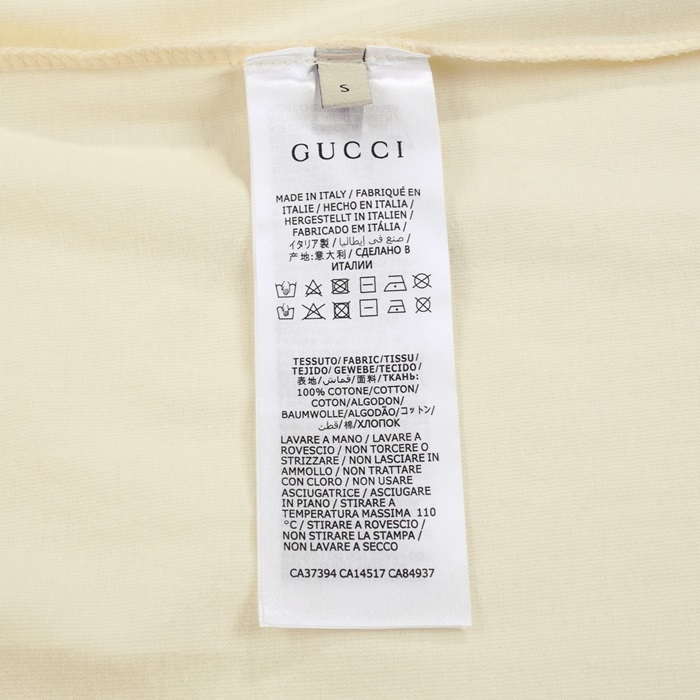 S
GUCCI
MADE IN ITALY / FABRIQUÉ EN
ITALIE / HECHO EN ITALIA /
HERGESTELLT IN ITALIEN /
FABRICADO EM ITÁLIA /
イタリア製 / صنع في إيطاليا /
产地:意大利 / СДЕЛАНО В
ИТАЛИИ
TESSUTO/FABRIC/TISSU/
TEJIDO/ GEWEBE/TECIDO/
表地/قماش/面料/ТКАНЬ:
100% COTONE/COTTON/
COTON/ALGODON/
BAUMWOLLE/ALGODÃO/コットン/
قطن/棉/ХЛОПОК
LAVARE A MANO / LAVARE A
ROVESCIO / NON TORCERE O
STRIZZARE / NON LASCIARE IN
AMMOLLO / NON TRATTARE
CON CLORO / NON USARE
ASCIUGATRICE / ASCIUGARE
IN PIANO / STIRARE A
TEMPERATURA MASSIMA 110
°C / STIRARE A ROVESCIO /
NON STIRARE LA STAMPA /
NON LAVARE A SECCO
CA37394 CA14517 CA84937